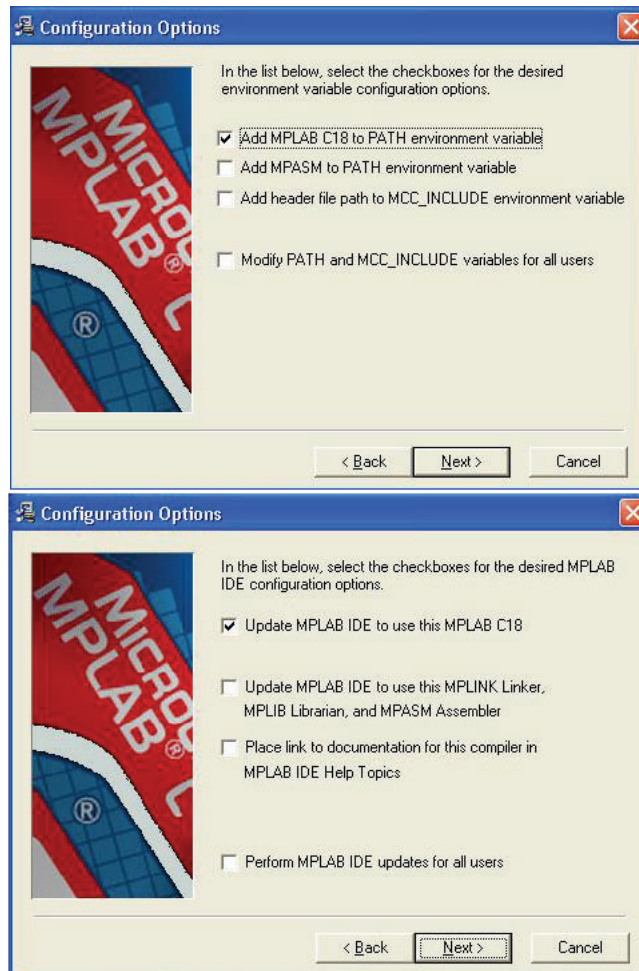 Configuration Options
MICROC
MPLAB® C
®
In the list below, select the checkboxes for the desired
environment variable configuration options.
Add MPLAB C18 to PATH environment variable
Add MPASM to PATH environment variable
Add header file path to MCC_INCLUDE environment variable
Modify PATH and MCC_INCLUDE variables for all users
< Back
Next >
Cancel
Configuration Options
MICROC
MPLAB® C
®
In the list below, select the checkboxes for the desired MPLAB
IDE configuration options.
Update MPLAB IDE to use this MPLAB C18
Update MPLAB IDE to use this MPLINK Linker,
MPLIB Librarian, and MPASM Assembler
Place link to documentation for this compiler in
MPLAB IDE Help Topics
Perform MPLAB IDE updates for all users
< Back
Next >
Cancel